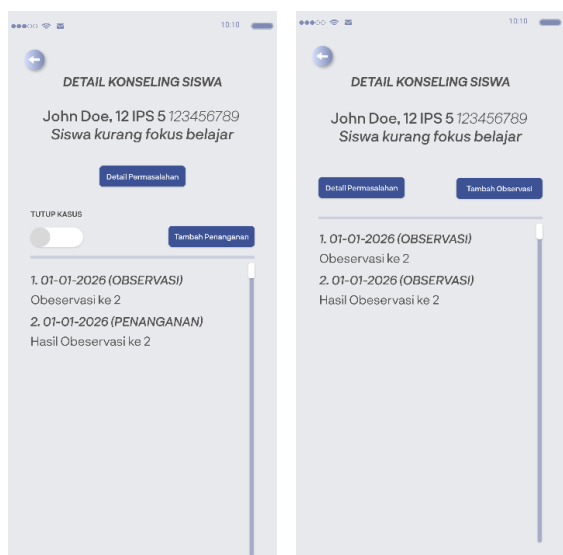 10:10
DETAIL KONSELING SISWA
John Doe, 12 IPS 5 123456789
Siswa kurang fokus belajar
Detail Permasalahan
TUTUP KASUS
Tambah Penanganan
1. 01-01-2026 (OBSERVASI)
Obeservasi ke 2
2. 01-01-2026 (PENANGANAN)
Hasil Obeservasi ke 2
10:10
DETAIL KONSELING SISWA
John Doe, 12 IPS 5 123456789
Siswa kurang fokus belajar
Detail Permasalahan
Tambah Observasi
1. 01-01-2026 (OBSERVASI)
Obeservasi ke 2
2. 01-01-2026 (OBSERVASI)
Hasil Obeservasi ke 2